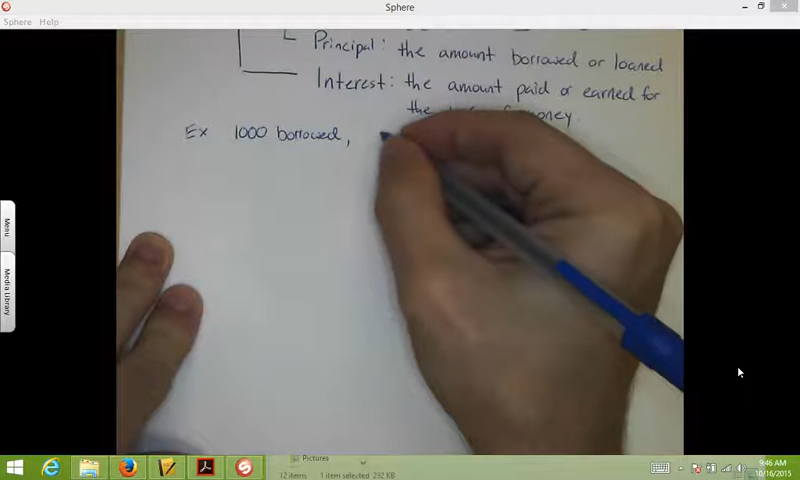 Sphere
Sphere Help
Principal: the amount borrowed or loaned
Interest: the amount paid or earned for
the money.
Ex 1000 borrowed,
Menu
Media Library
Pictures
12 items 1 item selected 232 KB
9:46 AM
10/16/2015